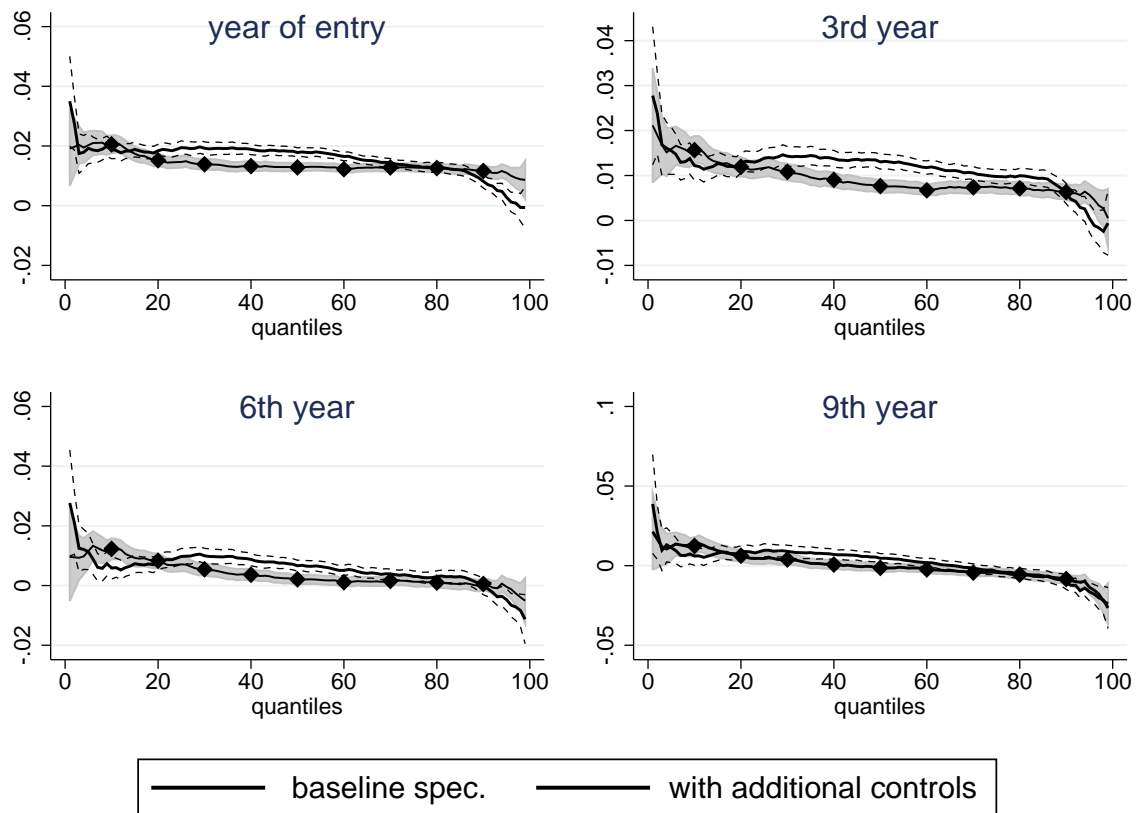 year of entry
.06
.04
.02
0
-.02
0 20 40 60 80 100
quantiles
3rd year
.04
.03
.02
.01
0
-.01
0 20 40 60 80 100
quantiles
6th year
.06
.04
.02
0
-.02
0 20 40 60 80 100
quantiles
9th year
.1
.05
0
-.05
0 20 40 60 80 100
quantiles
baseline spec. with additional controls